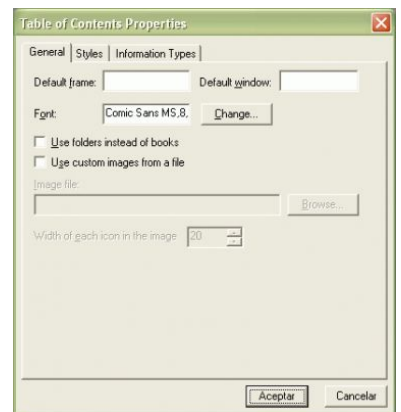 Table of Contents Properties
General Styles Information Types
Default frame: Default window:
Font: Comic Sans MS,8, Change...
Use folders instead of books
Use custom images from a file
Image file:
Browse...
Width of each icon in the image 20
Aceptar Cancelar